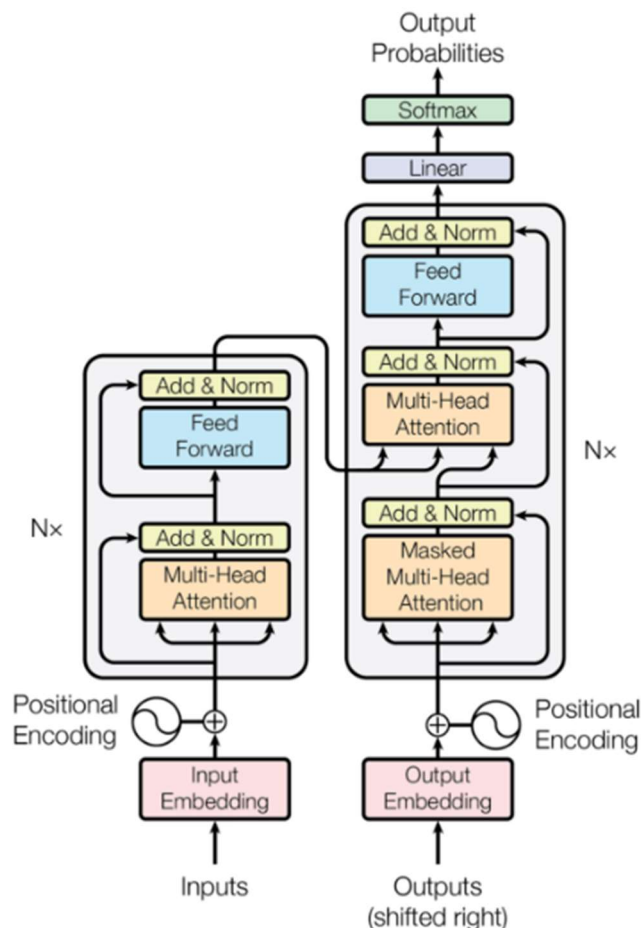 Output
Probabilities
Softmax
Linear
Add & Norm
Feed
Forward
Add & Norm
Multi-Head
Attention
N×
Add & Norm
Masked
Multi-Head
Attention
Add & Norm
Feed
Forward
N×
Add & Norm
Multi-Head
Attention
Positional
Encoding
Positional
Encoding
Input
Embedding
Output
Embedding
Inputs
Outputs
(shifted right)